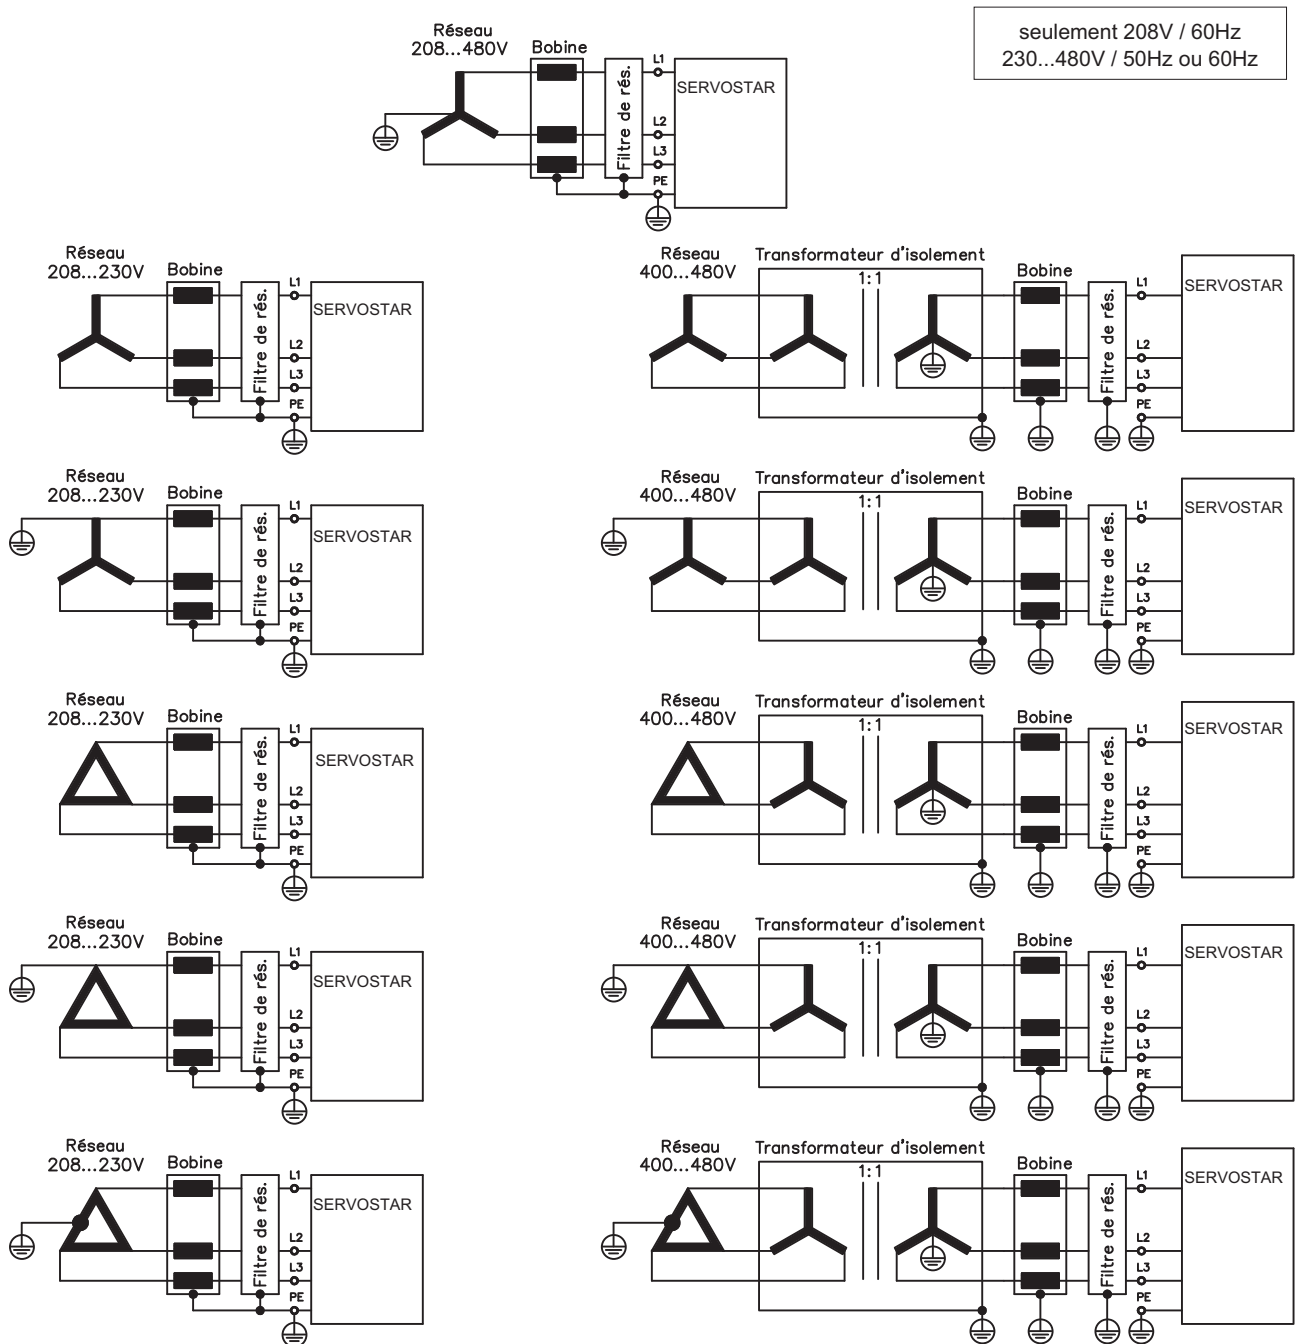 seulement 208V / 60Hz
230...480V / 50Hz ou 60Hz
Réseau
208...480V
Bobine
Filtre de rés.
L1
L2
L3
PE
SERVOSTAR
Réseau
208...230V
Bobine
Filtre de rés.
L1
L2
L3
PE
SERVOSTAR
Réseau
400...480V
Transformateur d'isolement
1:1
Bobine
Filtre de rés.
L1
L2
L3
PE
SERVOSTAR
Réseau
208...230V
Bobine
Filtre de rés.
L1
L2
L3
PE
SERVOSTAR
Réseau
400...480V
Transformateur d'isolement
1:1
Bobine
Filtre de rés.
L1
L2
L3
PE
SERVOSTAR
Réseau
208...230V
Bobine
Filtre de rés.
L1
L2
L3
PE
SERVOSTAR
Réseau
400...480V
Transformateur d'isolement
1:1
Bobine
Filtre de rés.
L1
L2
L3
PE
SERVOSTAR
Réseau
208...230V
Bobine
Filtre de rés.
L1
L2
L3
PE
SERVOSTAR
Réseau
400...480V
Transformateur d'isolement
1:1
Bobine
Filtre de rés.
L1
L2
L3
PE
SERVOSTAR
Réseau
208...230V
Bobine
Filtre de rés.
L1
L2
L3
PE
SERVOSTAR
Réseau
400...480V
Transformateur d'isolement
1:1
Bobine
Filtre de rés.
L1
L2
L3
PE
SERVOSTAR